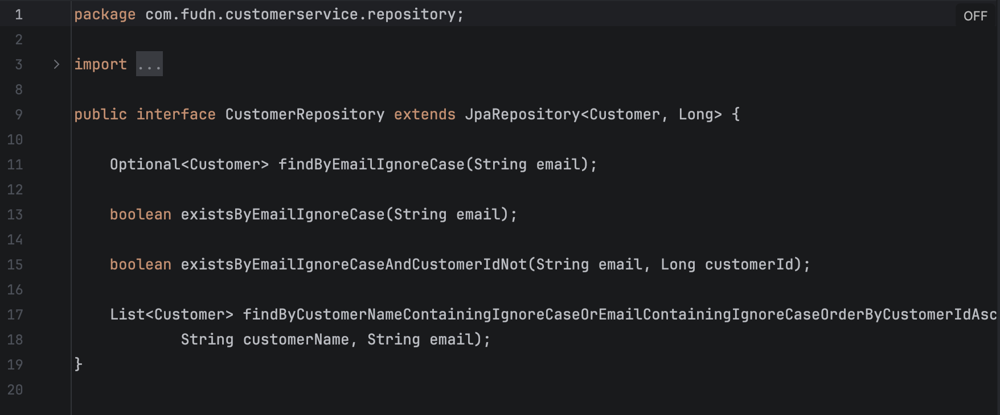 1 package com.fudn.customerservice.repository; OFF
2
3 > import ...
8
9 public interface CustomerRepository extends JpaRepository<Customer, Long> {
10
11     Optional<Customer> findByEmailIgnoreCase(String email);
12
13     boolean existsByEmailIgnoreCase(String email);
14
15     boolean existsByEmailIgnoreCaseAndCustomerIdNot(String email, Long customerId);
16
17     List<Customer> findByCustomerNameContainingIgnoreCaseOrEmailContainingIgnoreCaseOrderByCustomerIdAsc
18             String customerName, String email);
19 }
20